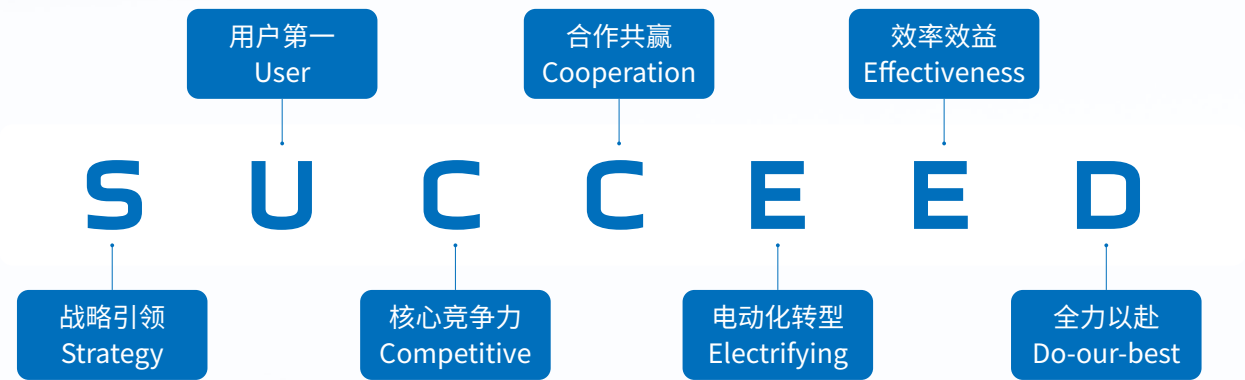 用户第一
User
合作共赢
Cooperation
效率效益
Effectiveness
S U C C E E D
战略引领
Strategy
核心竞争力
Competitive
电动化转型
Electrifying
全力以赴
Do-our-best